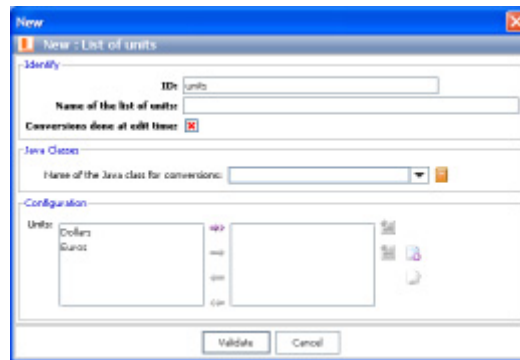 New
New : List of units
Identify
ID: units
Name of the list of units:
Conversions done at edit time:
Java Classes
Name of the Java class for conversions:
Configuration
Units:
Dollars
Euros
Validate
Cancel